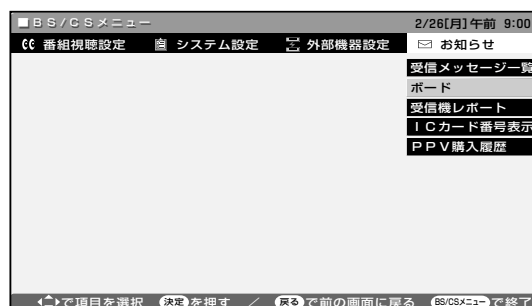 ■BS/CSメニュー 2/26[月]午前 9:00
番組視聴設定 システム設定 外部機器設定 お知らせ
受信メッセージ一覧
ボード
受信機レポート
ICカード番号表示
PPV購入履歴
で項目を選択 決定を押す / 戻るで前の画面に戻る BS/CSメニューで終了